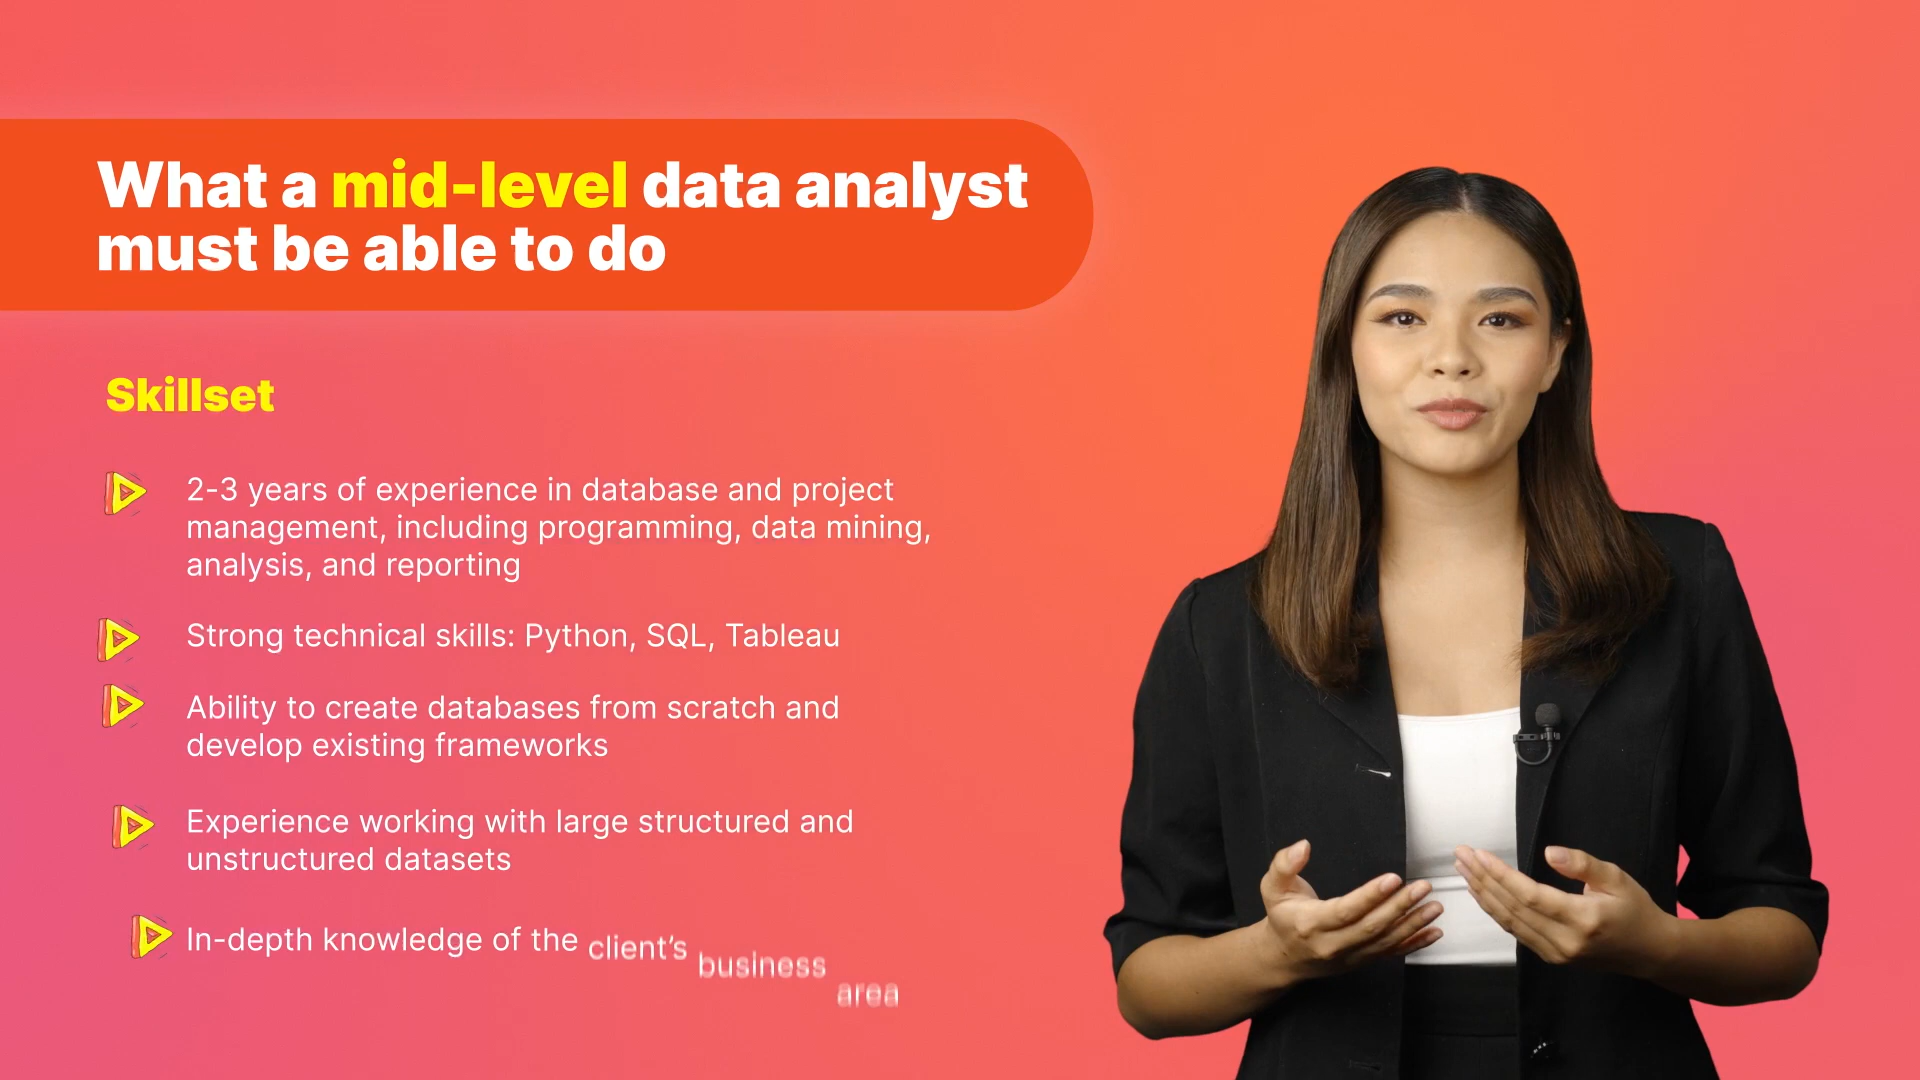 What a mid-level data analyst
must be able to do
Skillset
2-3 years of experience in database and project
management, including programming, data mining,
analysis, and reporting
Strong technical skills: Python, SQL, Tableau
Ability to create databases from scratch and
develop existing frameworks
Experience working with large structured and
unstructured datasets
In-depth knowledge of the client’s business area